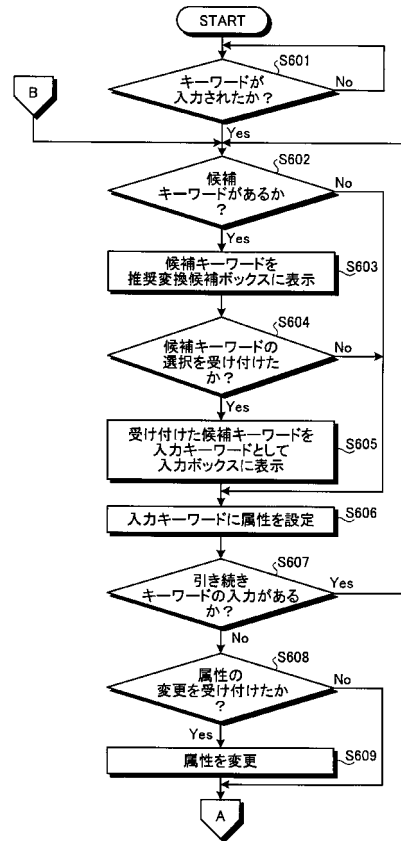 START
S601
キーワードが
入力されたか？
No
B
Yes
S602
候補
キーワードがあるか
？
No
Yes
候補キーワードを
推奨変換候補ボックスに表示
S603
S604
候補キーワードの
選択を受け付けた
か？
No
Yes
受け付けた候補キーワードを
入力キーワードとして
入力ボックスに表示
S605
入力キーワードに属性を設定
S606
S607
引き続き
キーワードの入力がある
か？
Yes
No
S608
属性の
変更を受け付けたか
？
No
Yes
属性を変更
S609
A